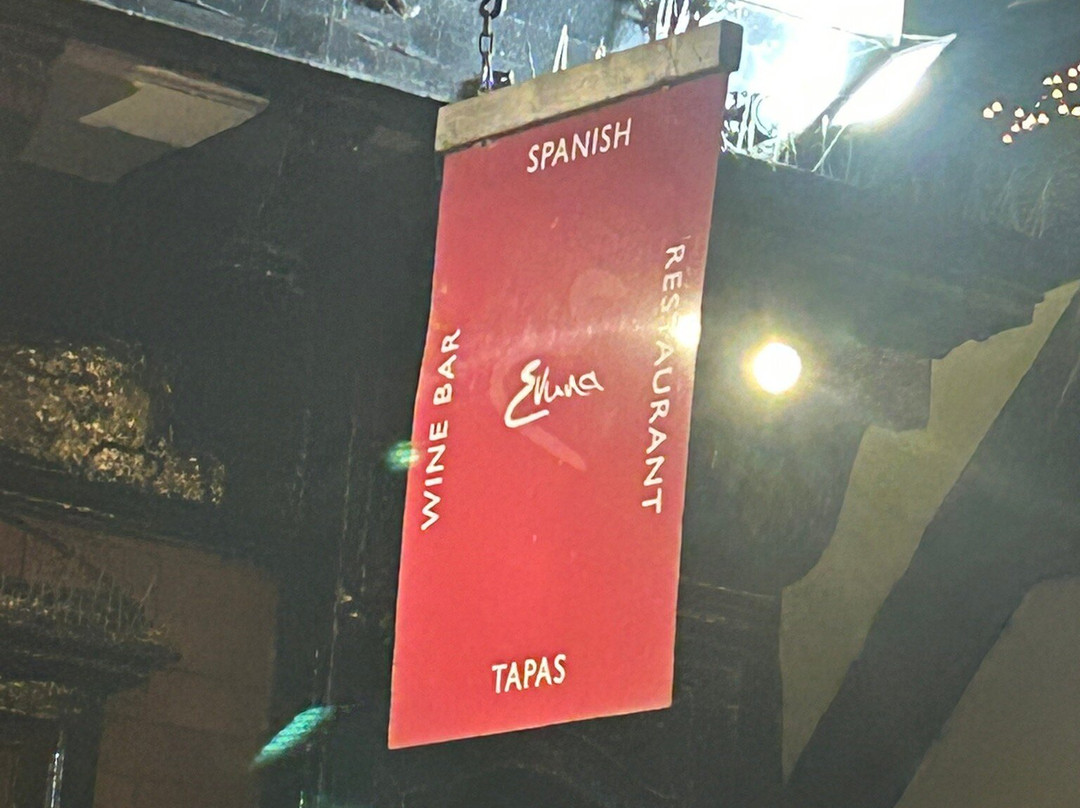 SPANISH
RESTAURANT
WINE BAR
Evuna
TAPAS